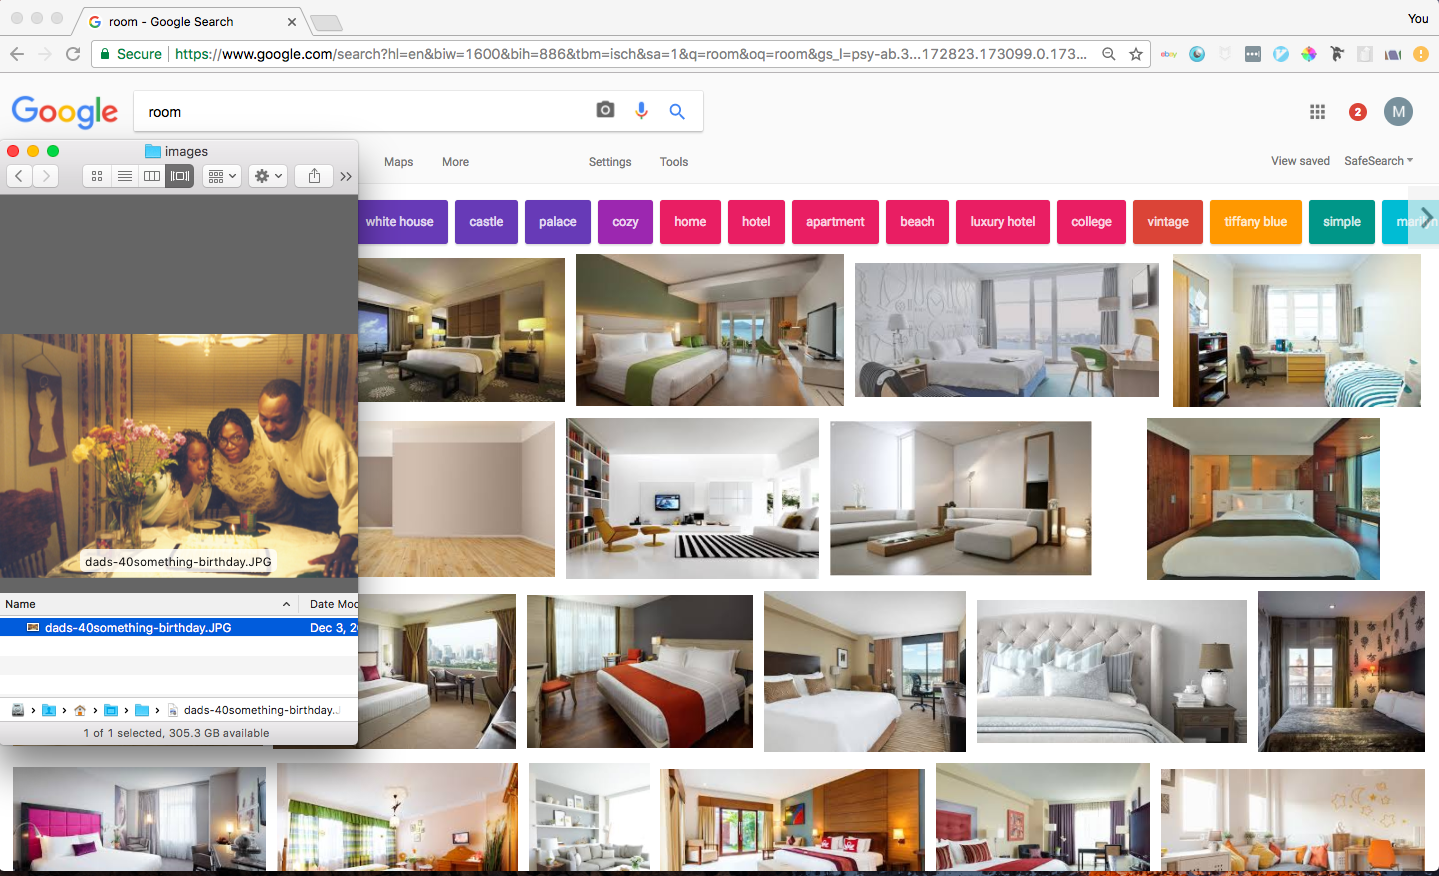 room - Google Search
You
Secure
https://www.google.com/search?hl=en&biw=1600&bih=886&tbm=isch&sa=1&q=room&oq=room&gs_l=psy-ab.3...172823.173099.0.173...
ebay
Google
room
2
M
images
Maps
More
Settings
Tools
View saved
SafeSearch
white house
castle
palace
cozy
home
hotel
apartment
beach
luxury hotel
college
vintage
tiffany blue
simple
dads-40something-birthday.JPG
Name
Date Mod
dads-40something-birthday.JPG
Dec 3, 20
dads-40something-birthday.J
1 of 1 selected, 305.3 GB available